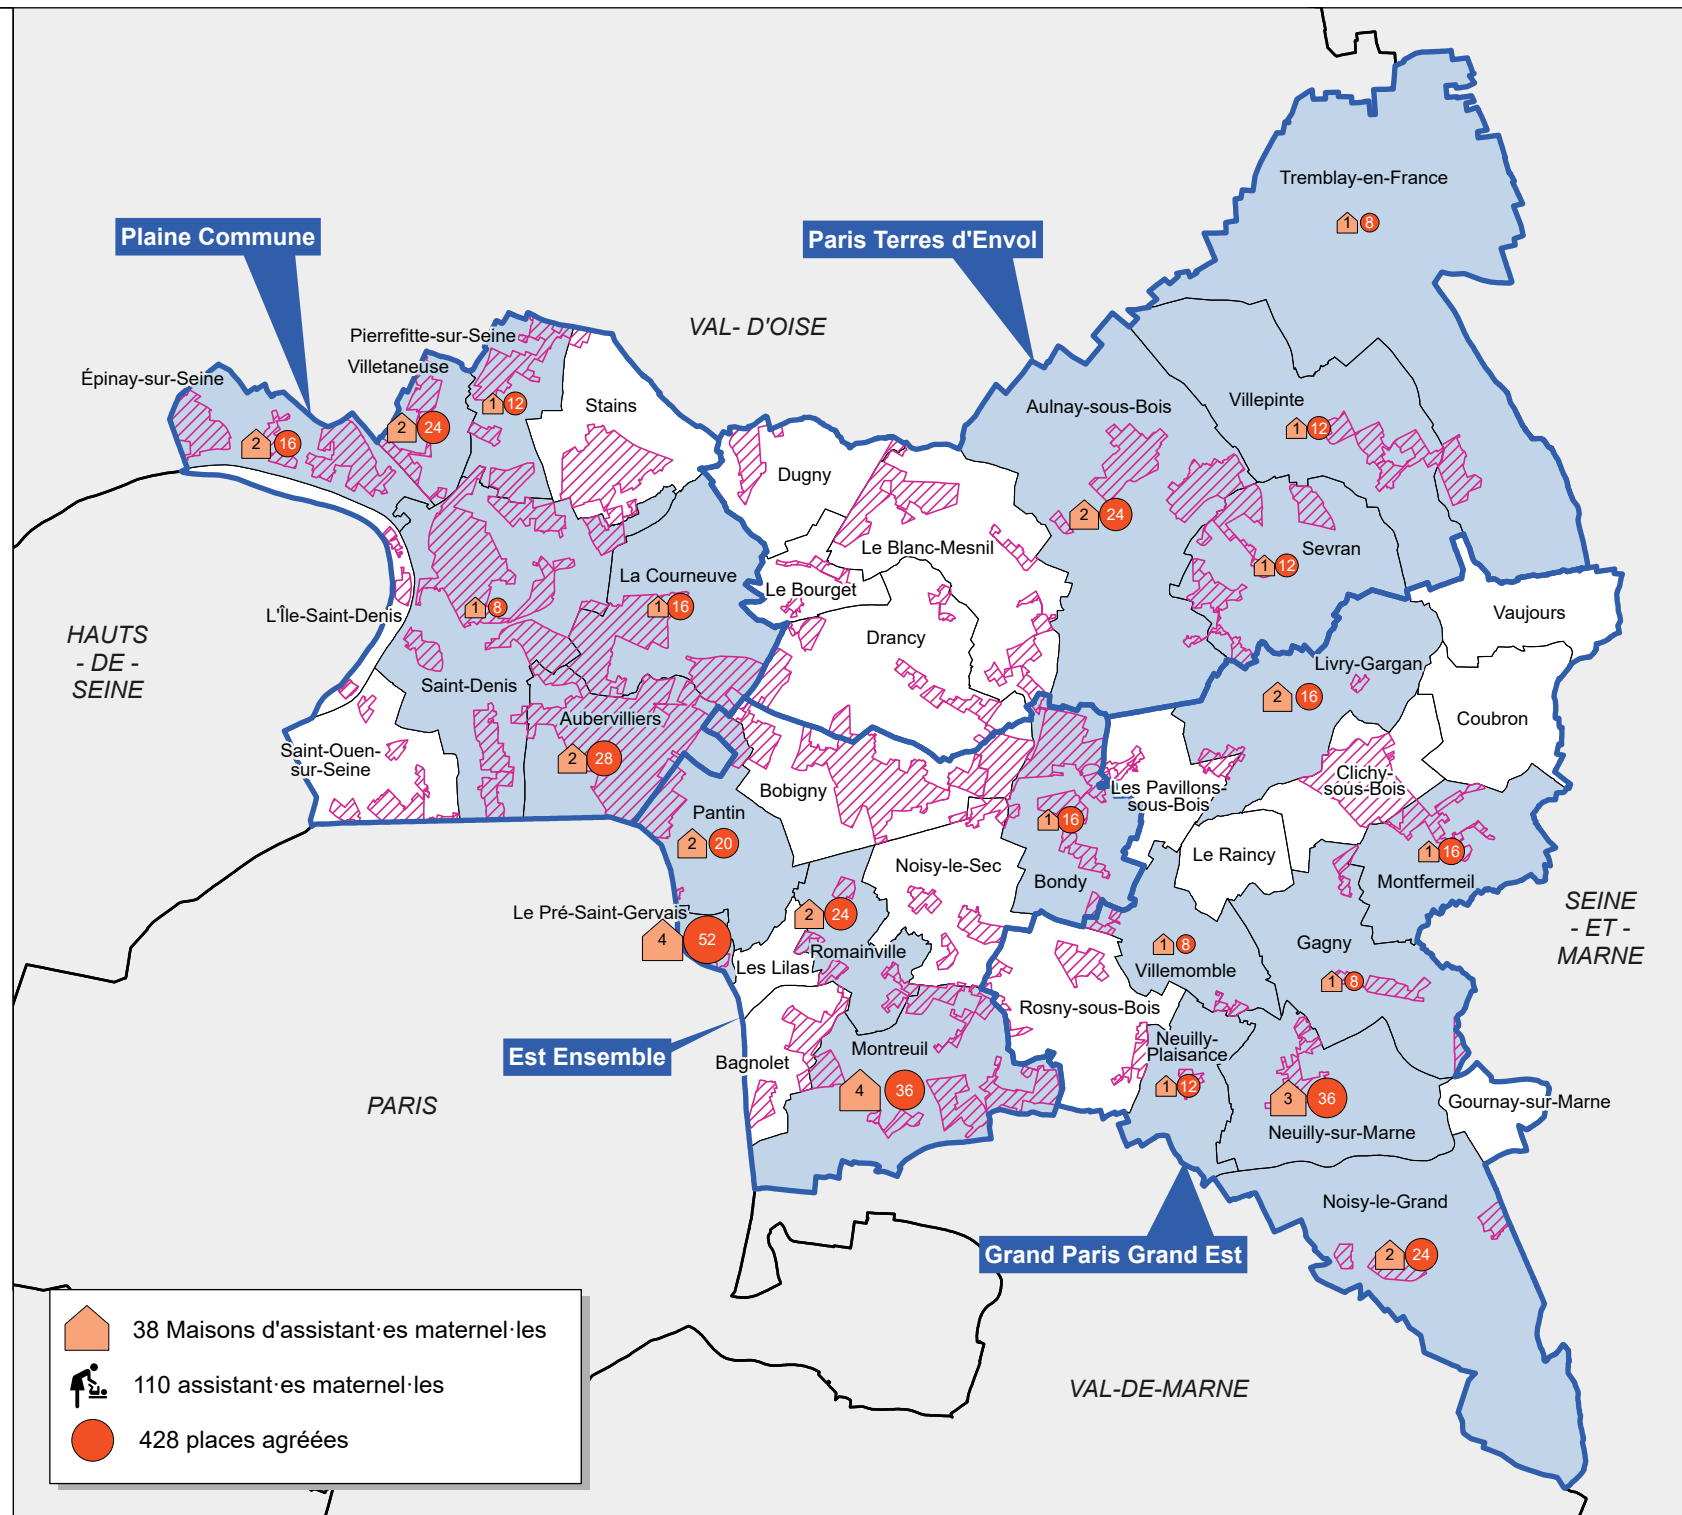 Tremblay-en-France
1 8
Plaine Commune
Paris Terres d'Envol
VAL- D'OISE
Pierrefitte-sur-Seine
Villetaneuse
Épinay-sur-Seine
1 12
Stains
Aulnay-sous-Bois
Villepinte
2 16
2 24
1 12
Dugny
2 24
Le Blanc-Mesnil
Sevran
1 12
La Courneuve
Le Bourget
1 8
1 16
L'Île-Saint-Denis
Vaujours
HAUTS
- DE -
SEINE
Drancy
Livry-Gargan
Saint-Denis
2 16
Aubervilliers
Coubron
Saint-Ouen-
sur-Seine
2 28
Bobigny
Clichy-
sous-Bois
Les Pavillons-
sous-Bois
Pantin
1 16
2 20
Le Raincy
1 16
Noisy-le-Sec
Bondy
Montfermeil
Le Pré-Saint-Gervais
2 24
4 52
SEINE
- ET -
MARNE
Romainville
1 8
Gagny
Les Lilas
Villemomble
1 8
Rosny-sous-Bois
Est Ensemble
Bagnolet
Montreuil
Neuilly-
Plaisance
4 36
1 12
3 36
Gournay-sur-Marne
PARIS
Neuilly-sur-Marne
Noisy-le-Grand
Grand Paris Grand Est
2 24
38 Maisons d'assistant·es maternel·les
110 assistant·es maternel·les
428 places agréées
VAL-DE-MARNE